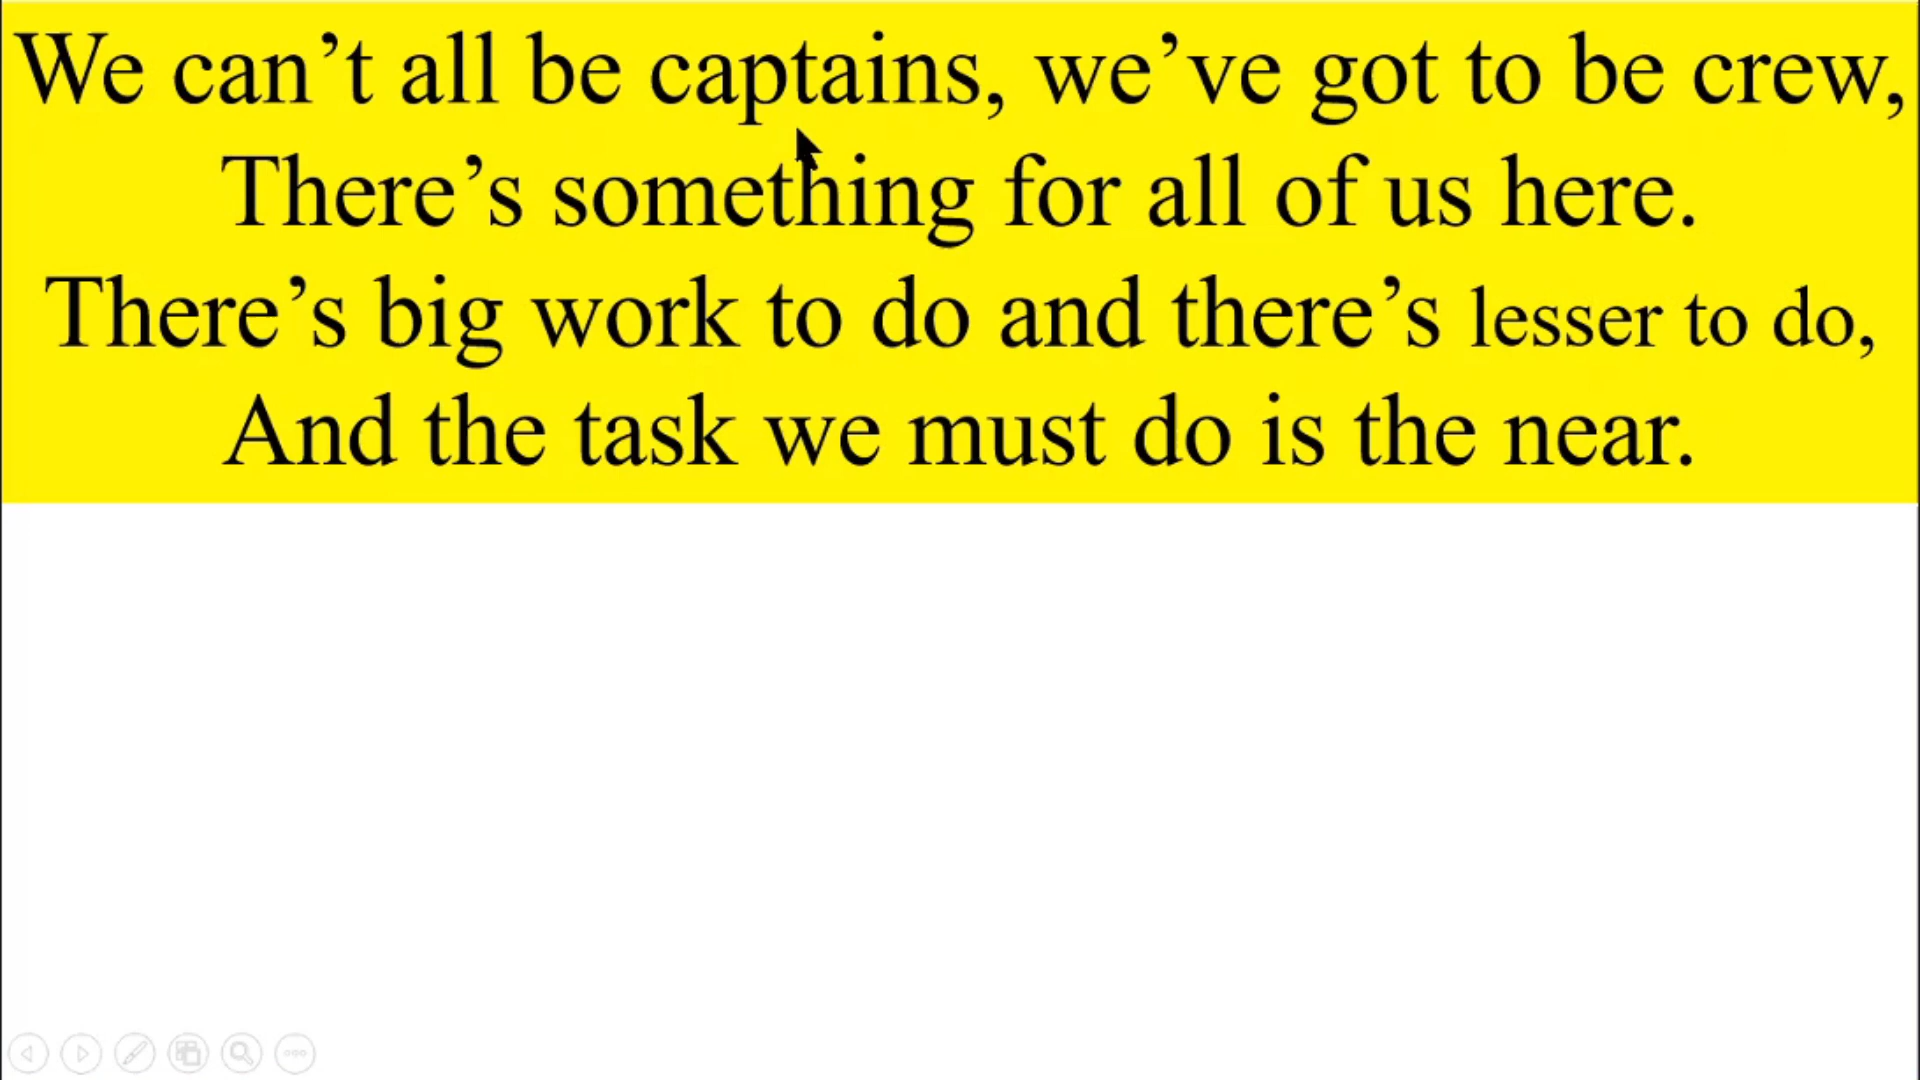 We can’t all be captains, we’ve got to be crew,
There’s something for all of us here.
There’s big work to do and there’s lesser to do,
And the task we must do is the near.